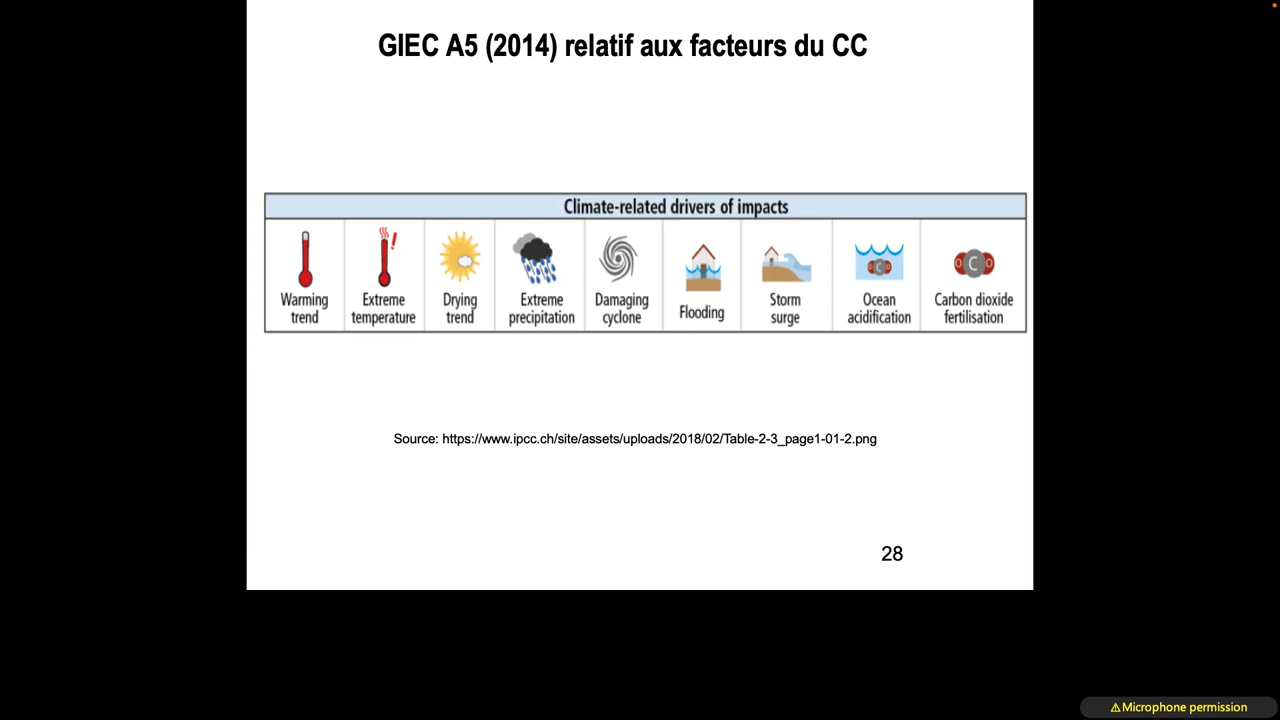 GIEC A5 (2014) relatif aux facteurs du CC
Climate-related drivers of impacts
Warming trend
Extreme temperature
Drying trend
Extreme precipitation
Damaging cyclone
Flooding
Storm surge
Ocean acidification
Carbon dioxide fertilisation
O C O
O C O
Source: https://www.ipcc.ch/site/assets/uploads/2018/02/Table-2-3_page1-01-2.png
28
⚠Microphone permission